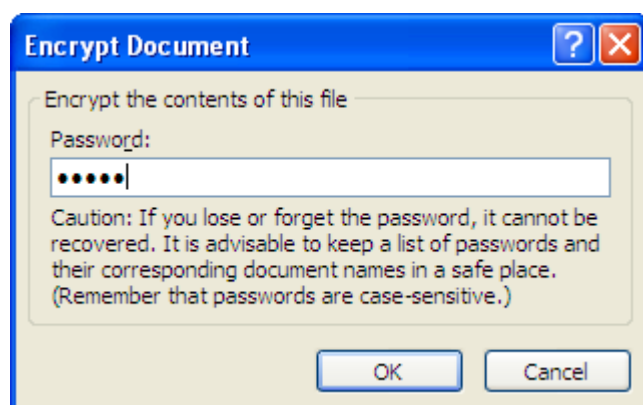 Encrypt Document
Encrypt the contents of this file
Password:
•••••
Caution: If you lose or forget the password, it cannot be
recovered. It is advisable to keep a list of passwords and
their corresponding document names in a safe place.
(Remember that passwords are case-sensitive.)
OK Cancel